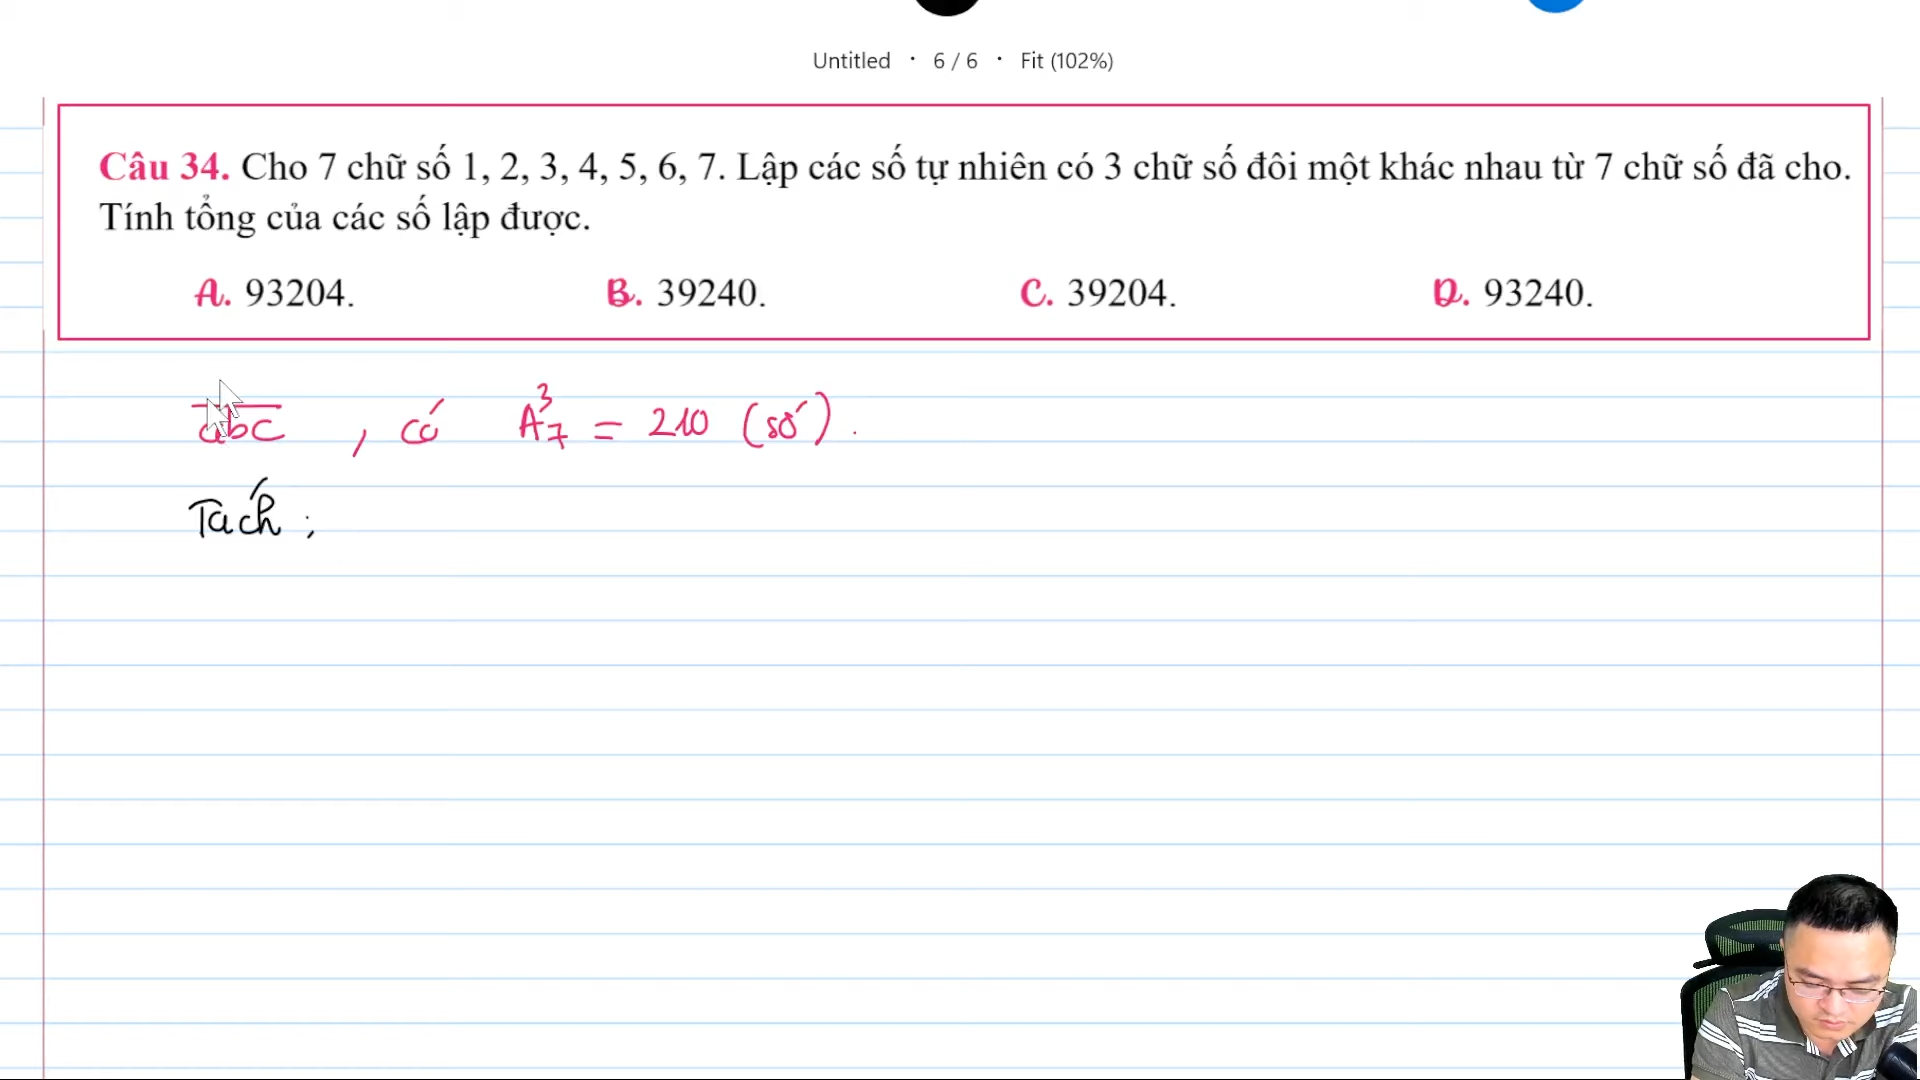 Untitled • 6 / 6 • Fit (102%)
Câu 34. Cho 7 chữ số 1, 2, 3, 4, 5, 6, 7. Lập các số tự nhiên có 3 chữ số đôi một khác nhau từ 7 chữ số đã cho.
Tính tổng của các số lập được.
A. 93204. B. 39240. C. 39204. D. 93240.
abc , có A³₇ = 210 (số).
Tách :